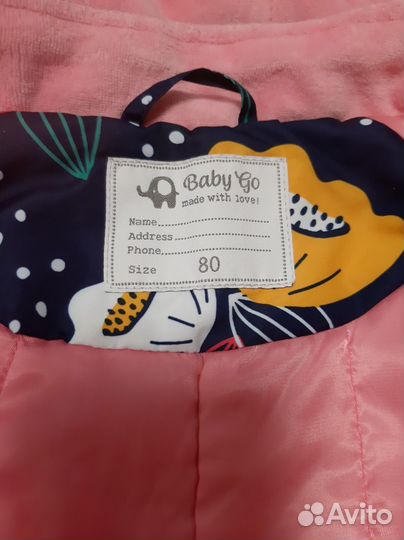 Baby Go
made with love!
Name
Address
Phone
Size 80
Avito